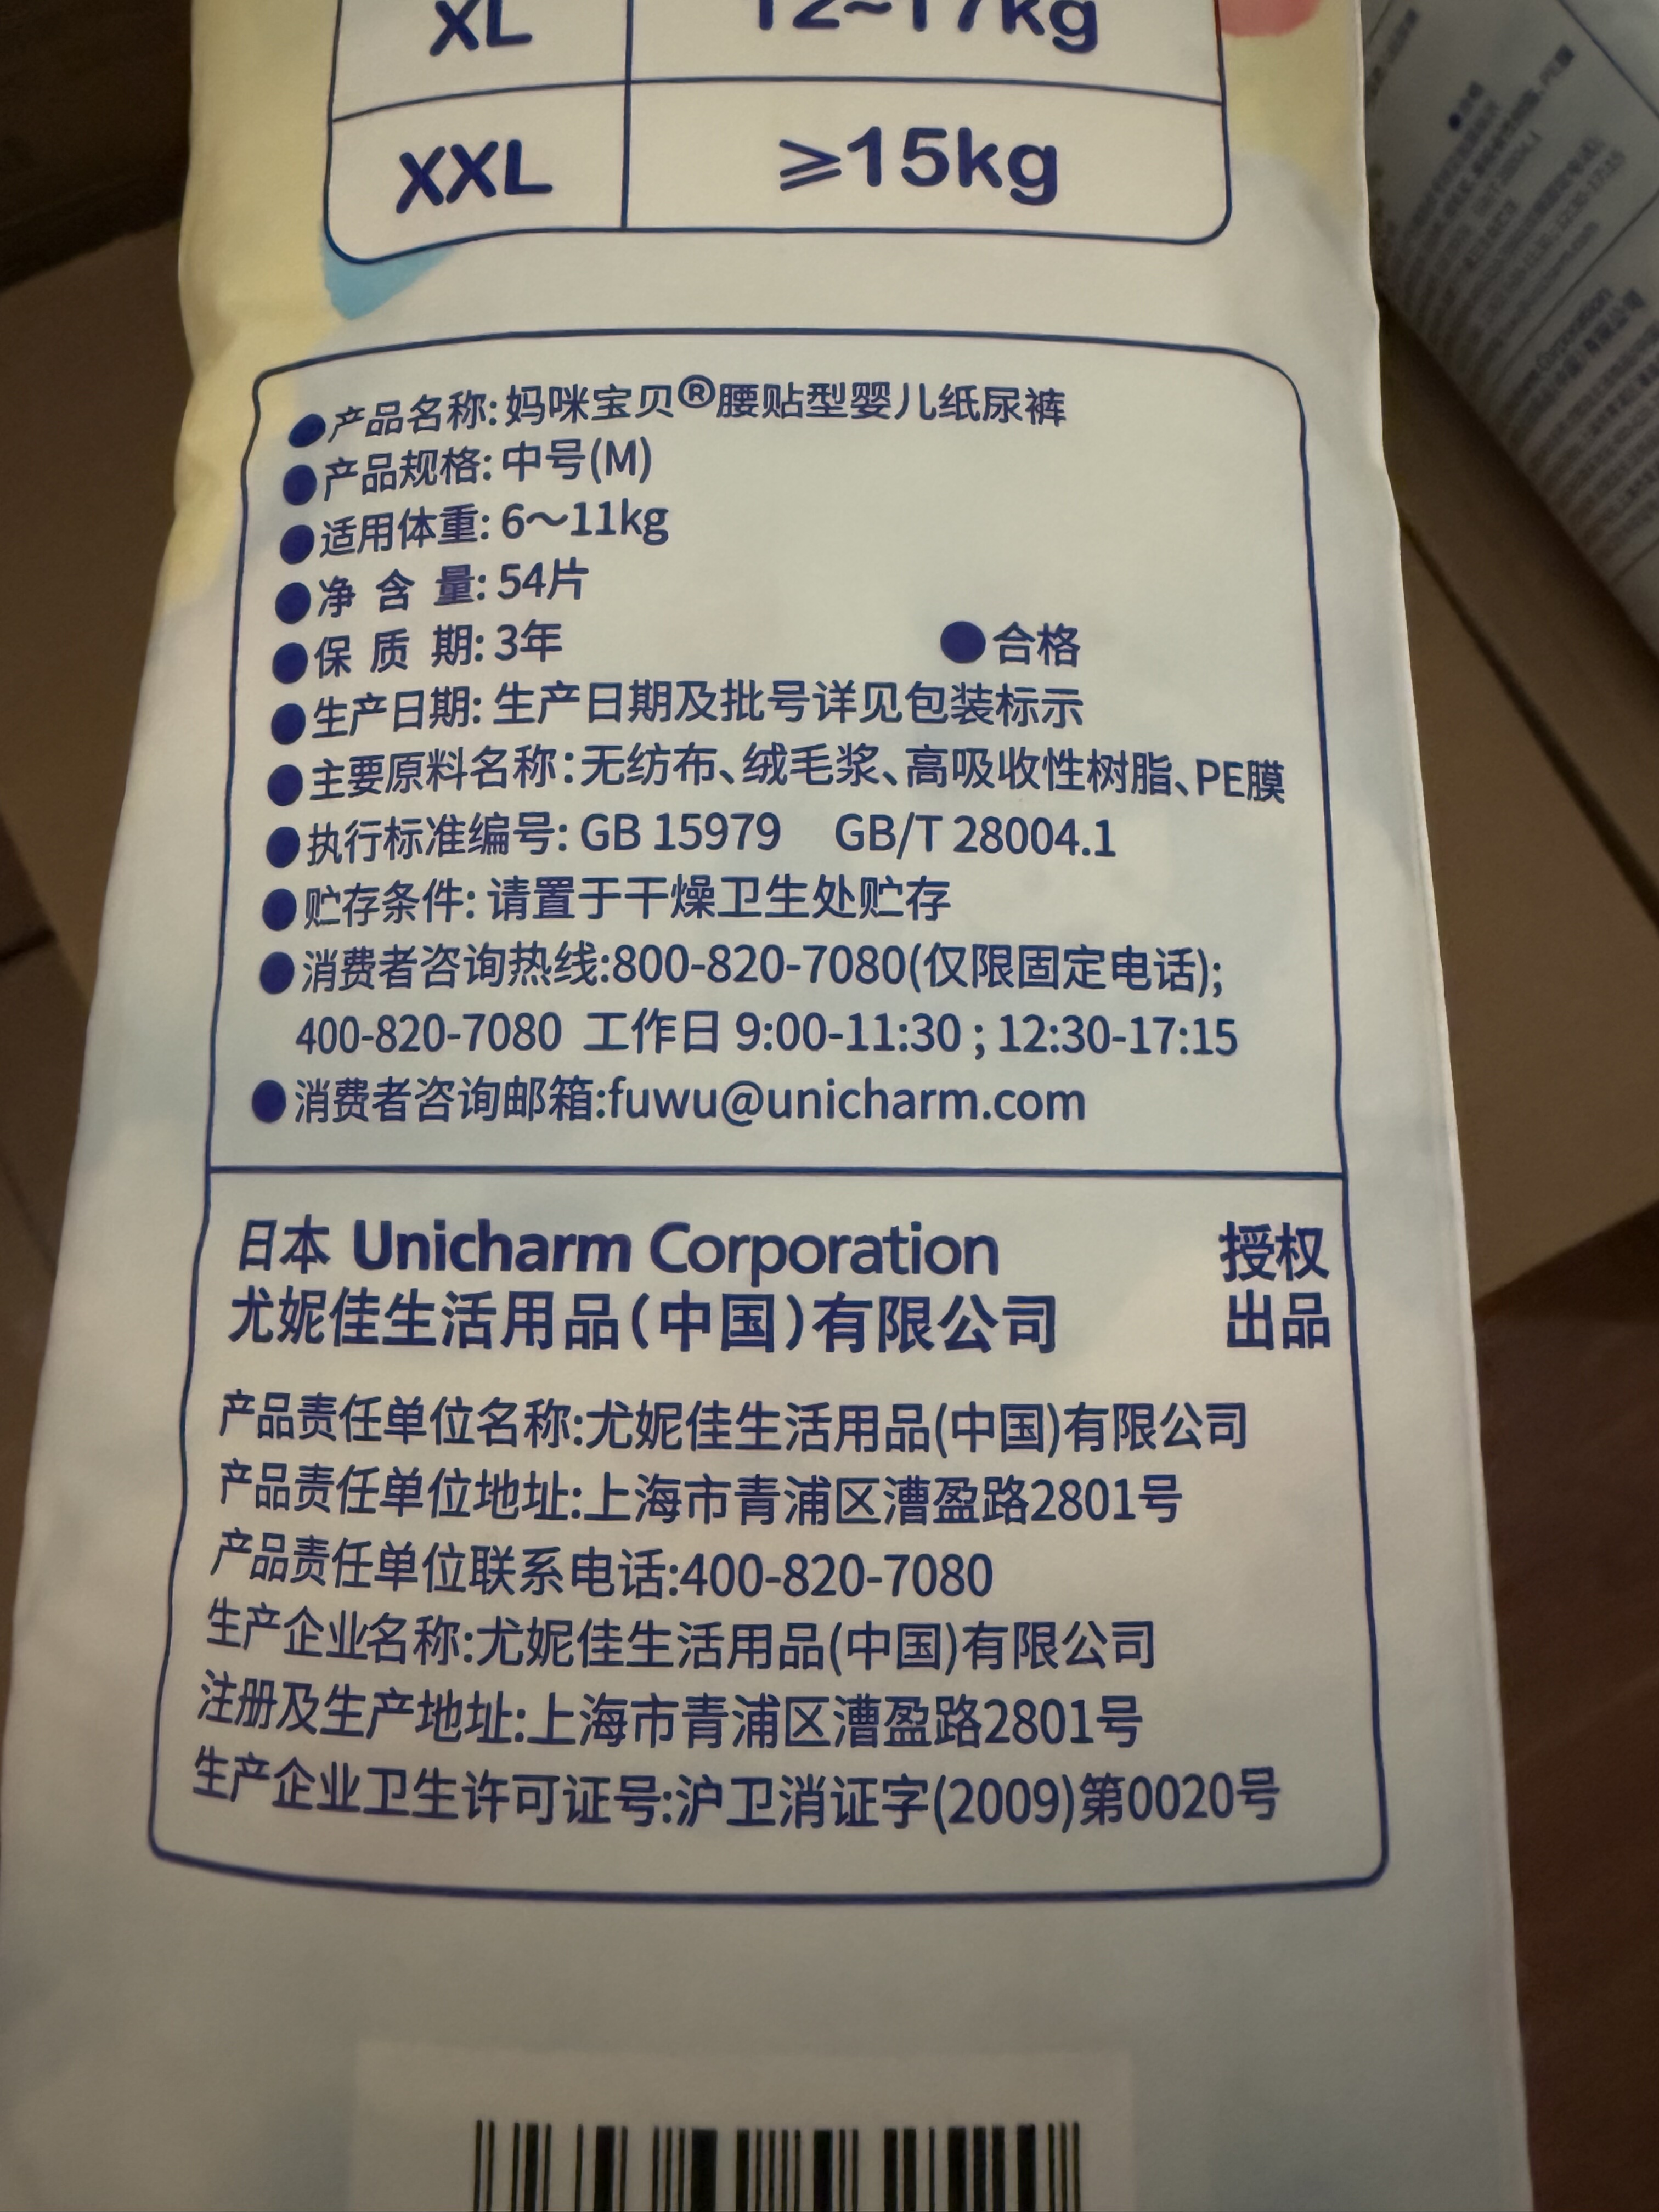 XL 12~17kg
XXL ⩾15kg
●产品名称:妈咪宝贝®腰贴型婴儿纸尿裤
●产品规格:中号(M)
●适用体重:6～11kg
●净 含 量:54片
●保 质 期:3年 ●合格
●生产日期:生产日期及批号详见包装标示
●主要原料名称:无纺布、绒毛浆、高吸收性树脂、PE膜
●执行标准编号:GB 15979 GB/T 28004.1
●贮存条件:请置于干燥卫生处贮存
●消费者咨询热线:800-820-7080(仅限固定电话);
400-820-7080 工作日 9:00-11:30 ; 12:30-17:15
●消费者咨询邮箱:fuwu@unicharm.com
日本 Unicharm Corporation 授权
尤妮佳生活用品(中国)有限公司 出品
产品责任单位名称:尤妮佳生活用品(中国)有限公司
产品责任单位地址:上海市青浦区漕盈路2801号
产品责任单位联系电话:400-820-7080
生产企业名称:尤妮佳生活用品(中国)有限公司
注册及生产地址:上海市青浦区漕盈路2801号
生产企业卫生许可证号:沪卫消证字(2009)第0020号